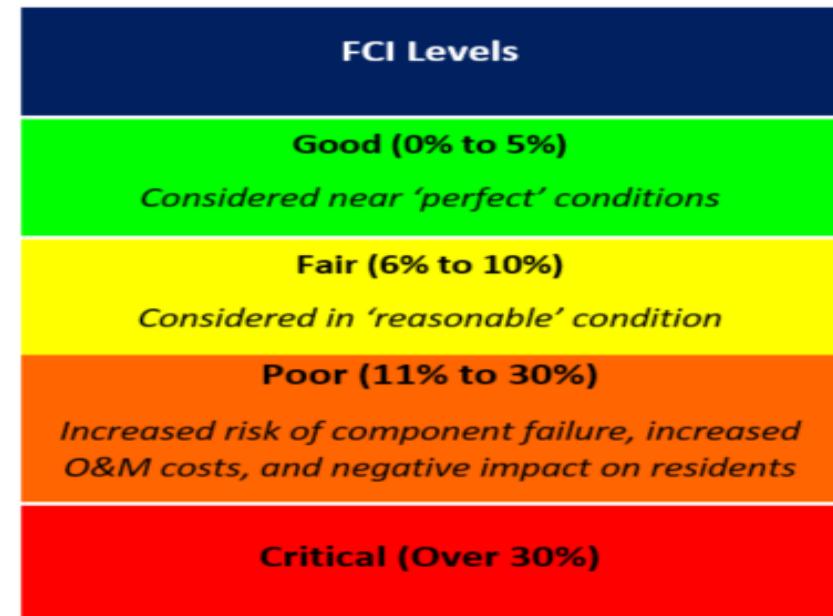 FCI Levels
Good (0% to 5%)
Considered near ‘perfect’ conditions
Fair (6% to 10%)
Considered in ‘reasonable’ condition
Poor (11% to 30%)
Increased risk of component failure, increased
O&M costs, and negative impact on residents
Critical (Over 30%)